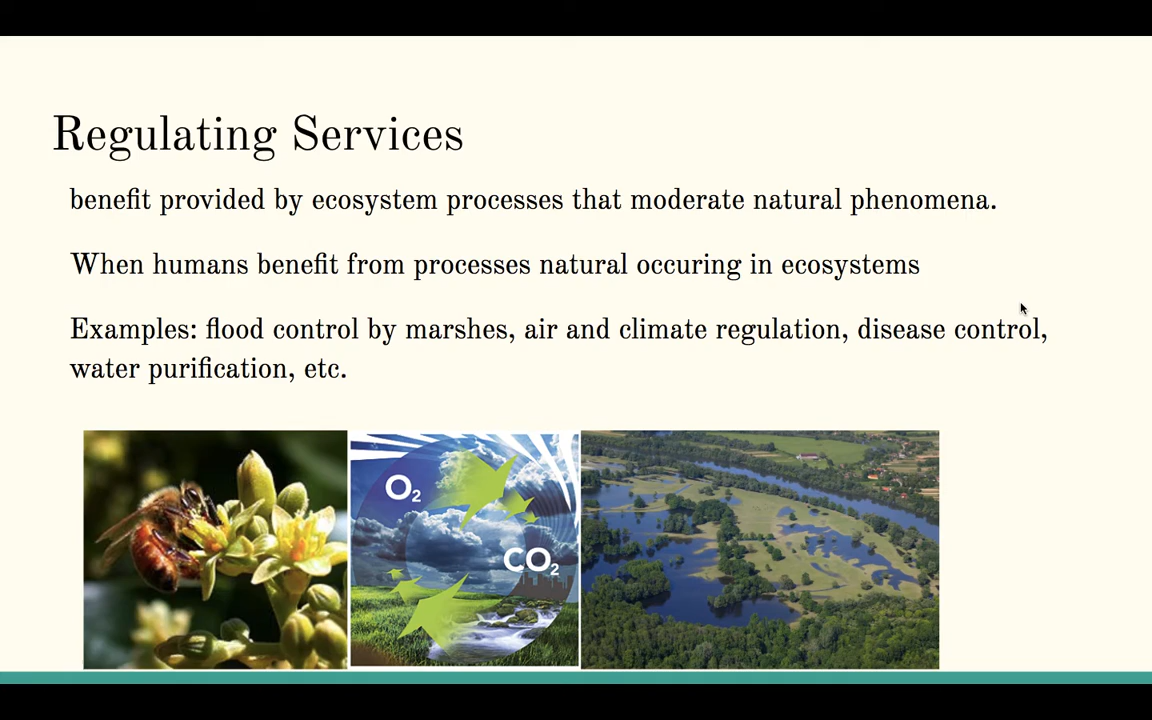 Regulating Services
benefit provided by ecosystem processes that moderate natural phenomena.
When humans benefit from processes natural occuring in ecosystems
Examples: flood control by marshes, air and climate regulation, disease control,
water purification, etc.
O₂
CO₂